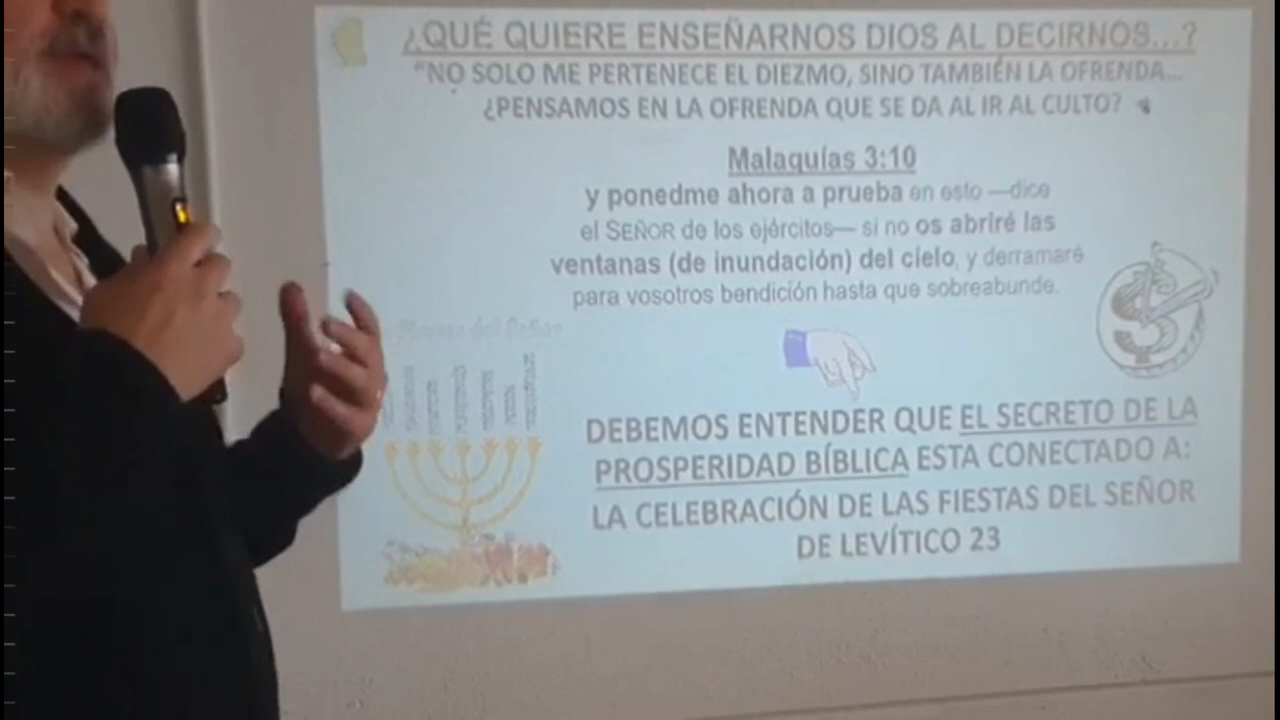 ¿QUÉ QUIERE ENSEÑARNOS DIOS AL DECIRNOS...?
"NO SOLO ME PERTENECE EL DIEZMO, SINO TAMBIÉN LA OFRENDA...
¿PENSAMOS EN LA OFRENDA QUE SE DA AL IR AL CULTO?
Malaquías 3:10
y ponedme ahora a prueba en esto —dice
el SEÑOR de los ejércitos— si no os abriré las
ventanas (de inundación) del cielo, y derramaré
para vosotros bendición hasta que sobreabunde.
del Señor
DEBEMOS ENTENDER QUE EL SECRETO DE LA
PROSPERIDAD BÍBLICA ESTA CONECTADO A:
LA CELEBRACIÓN DE LAS FIESTAS DEL SEÑOR
DE LEVÍTICO 23